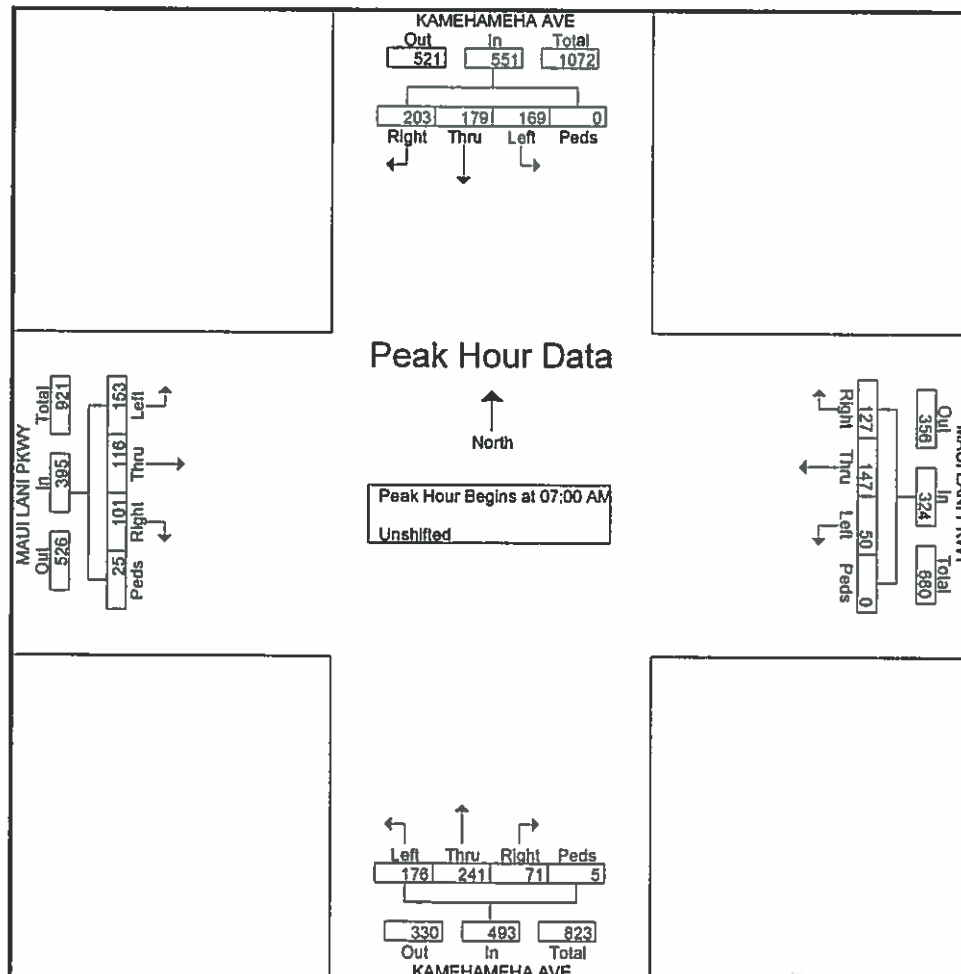 KAMEHAMEHA AVE
Out In Total
521 551 1072
203 179 169 0
Right Thru Left Peds
Peak Hour Data
North
Peak Hour Begins at 07:00 AM
Unshifted
MAUI LANI PKWY
Total In Out
921 395 526
153 116 101 25
Left Thru Right Peds
Right Thru Left Peds
127 147 50 0
Out In Total
356 324 680
Left Thru Right Peds
176 241 71 5
330 493 823
Out In Total
KAMEHAMEHA AVE